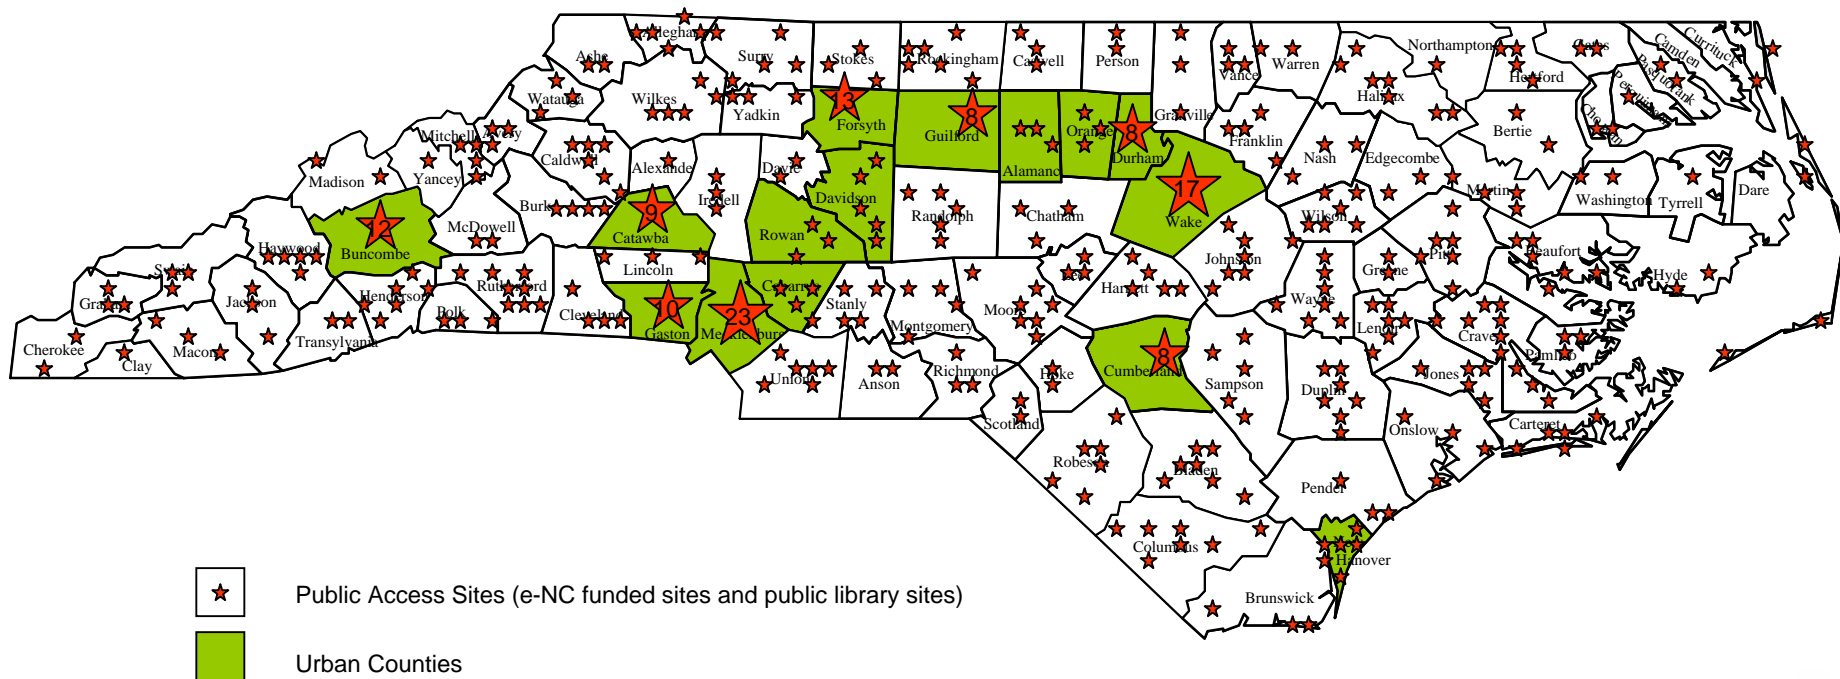 Alleghan
Ashe
Surry
Stokes
Rockingham
Caswell
Person
Vance
Warren
Northampton
Gates
Camden
Currituck
Pasquotank
Perquimans
Hertford
Halifax
Watauga
Wilkes
Yadkin
13
Forsyth
8
Guilford
Orange
8
Durham
Granville
Franklin
Bertie
Chowan
Mitchell
Avery
Caldwell
Alexande
Davie
Alamanc
Nash
Edgecombe
Madison
Yancey
Iredell
Davidson
17
Wake
Martin
Washington
Tyrrell
Dare
Burke
9
Catawba
Rowan
Randolph
Chatham
Wilson
12
Buncombe
McDowell
Haywood
Swain
Lincoln
Johnston
Greene
Pitt
Beaufort
Hyde
Graham
Jackson
Henderson
Rutherford
Polk
Cleveland
10
Gaston
23
Mecklenburg
Cabarrus
Stanly
Montgomery
Moore
Lee
Harnett
Wayne
Lenoir
Craven
Pamlico
Cherokee
Clay
Macon
Transylvania
Union
Anson
Richmond
Hoke
8
Cumberland
Sampson
Duplin
Jones
Scotland
Onslow
Carteret
Robeson
Bladen
Pender
Columbus
New
Hanover
Brunswick
Public Access Sites (e-NC funded sites and public library sites)
Urban Counties